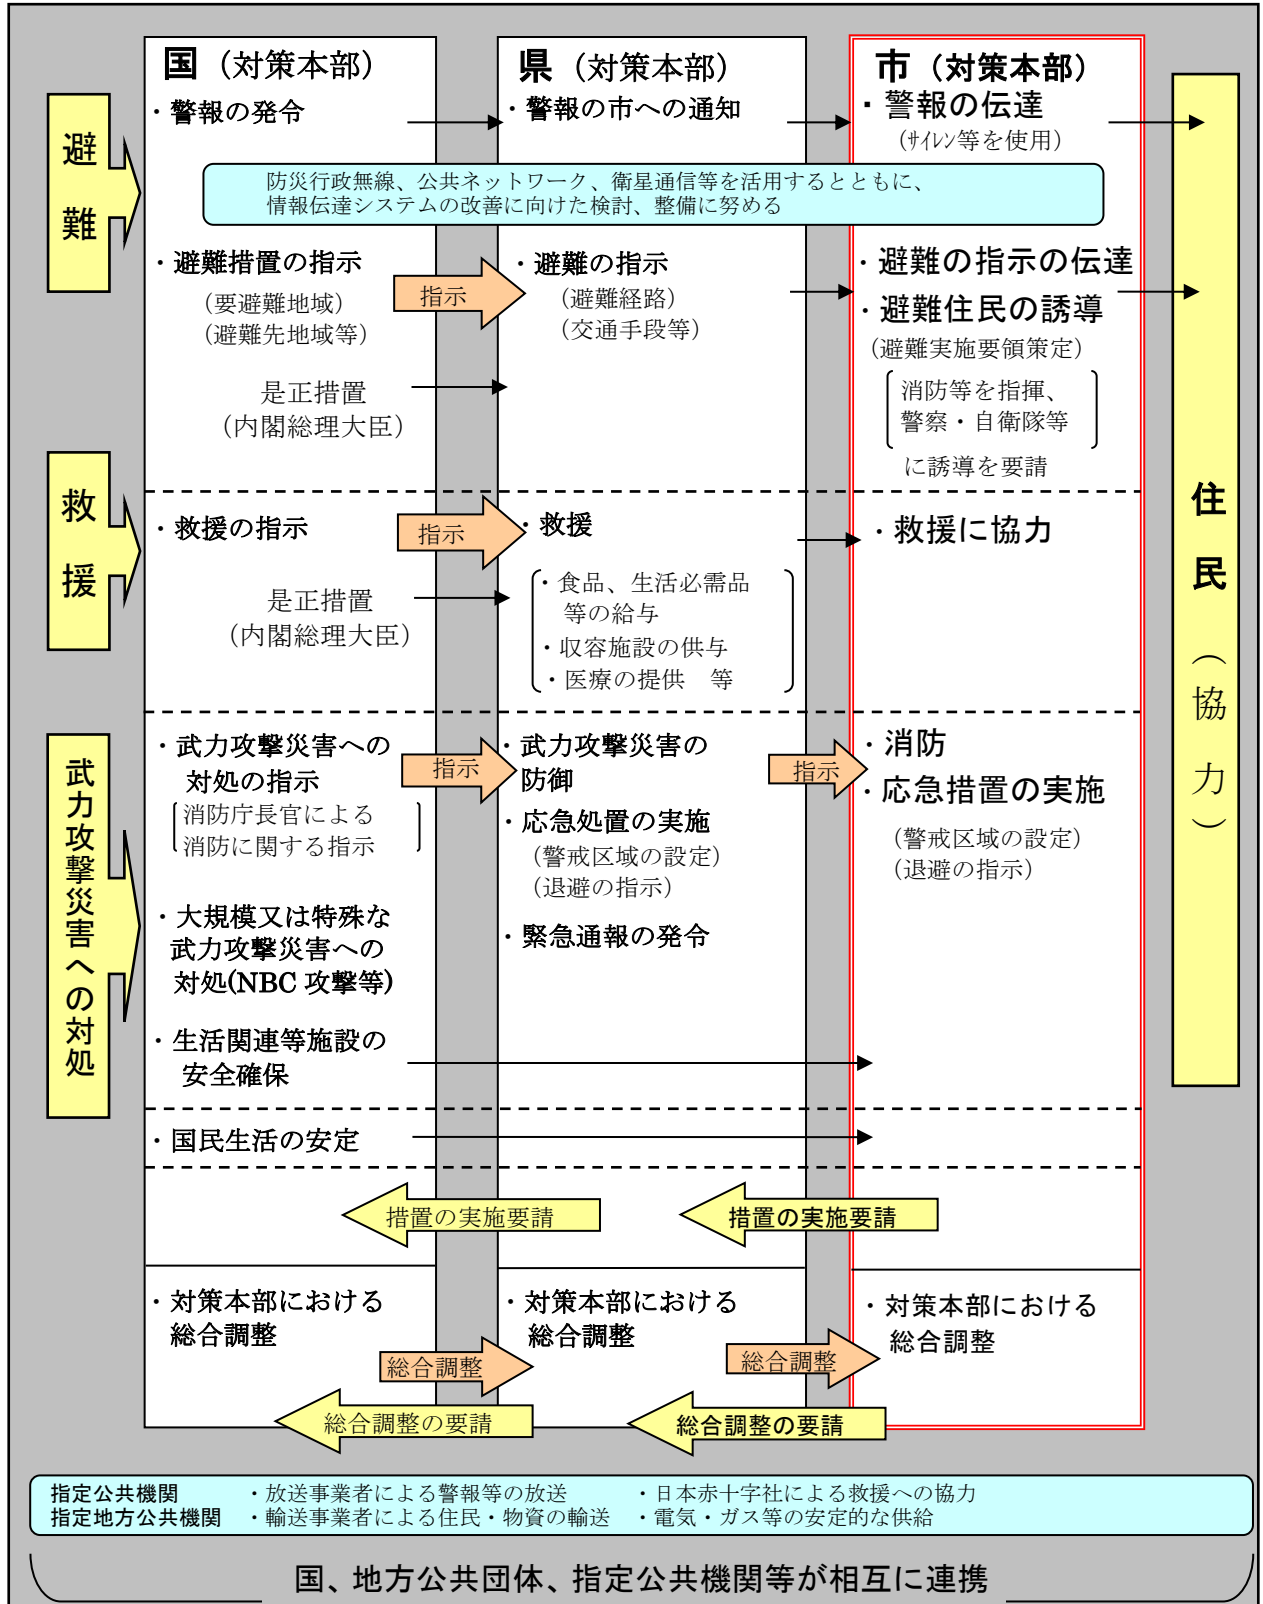 国（対策本部）
・警報の発令
県（対策本部）
・警報の市への通知
市（対策本部）
・警報の伝達
（ｻｲﾚﾝ等を使用）
避難
防災行政無線、公共ネットワーク、衛星通信等を活用するとともに、
情報伝達システムの改善に向けた検討、整備に努める
・避難措置の指示
（要避難地域）
（避難先地域等）
指示
・避難の指示
（避難経路）
（交通手段等）
・避難の指示の伝達
・避難住民の誘導
（避難実施要領策定）
消防等を指揮、
警察・自衛隊等
に誘導を要請
是正措置
（内閣総理大臣）
救援
・救援の指示
指示
・救援
・食品、生活必需品
等の給与
・収容施設の供与
・医療の提供　等
・救援に協力
是正措置
（内閣総理大臣）
武力攻撃災害への対処
・武力攻撃災害への
対処の指示
消防庁長官による
消防に関する指示
指示
・武力攻撃災害の
防御
・応急処置の実施
（警戒区域の設定）
（退避の指示）
・緊急通報の発令
指示
・消防
・応急措置の実施
（警戒区域の設定）
（退避の指示）
・大規模又は特殊な
武力攻撃災害への
対処(NBC 攻撃等)
・生活関連等施設の
安全確保
・国民生活の安定
措置の実施要請
措置の実施要請
・対策本部における
総合調整
・対策本部における
総合調整
・対策本部における
総合調整
総合調整
総合調整
総合調整の要請
総合調整の要請
住民（協力）
指定公共機関　・放送事業者による警報等の放送　・日本赤十字社による救援への協力
指定地方公共機関　・輸送事業者による住民・物資の輸送　・電気・ガス等の安定的な供給
国、地方公共団体、指定公共機関等が相互に連携